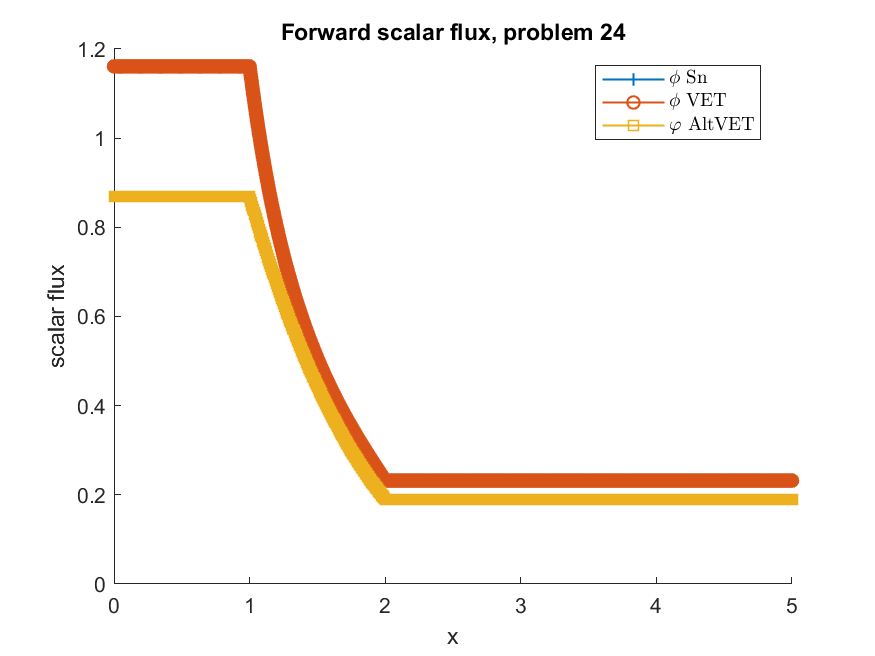 Forward scalar flux, problem 24
ϕ Sn
ϕ VET
φ AltVET
scalar flux
1.2
1
0.8
0.6
0.4
0.2
0
0 1 2 3 4 5
x